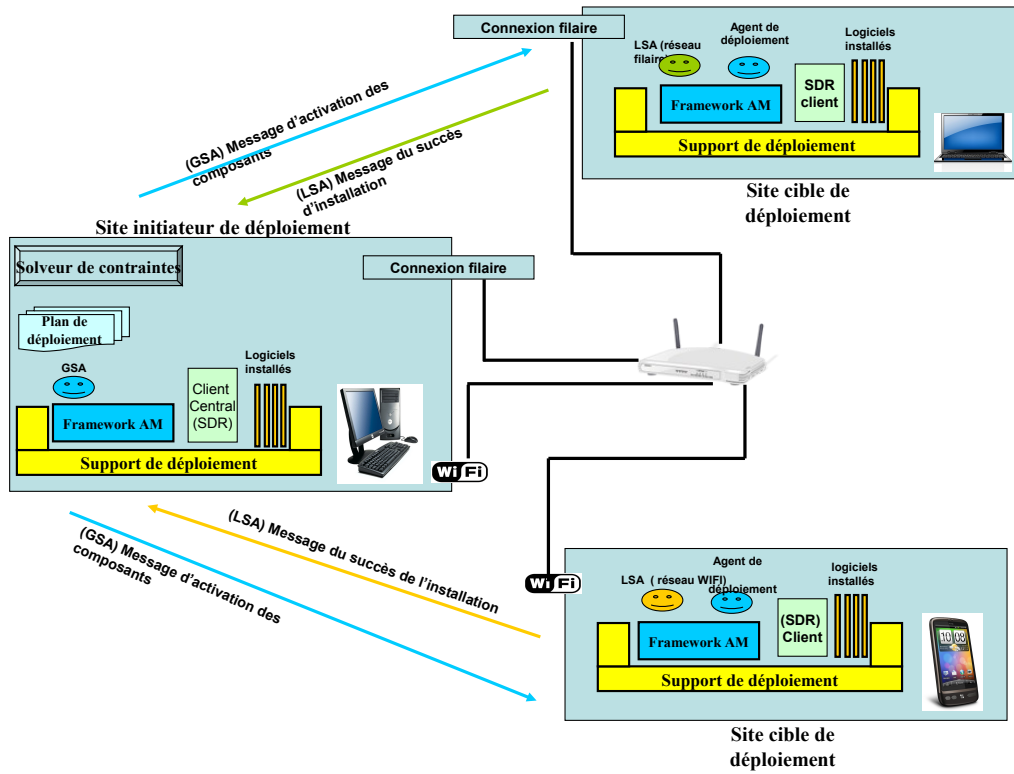 Connexion filaire
LSA (réseau
filaire)
Agent de
déploiement
Logiciels
installés
Framework AM
SDR
client
Support de déploiement
Site cible de
déploiement
(GSA) Message d'activation des
composants
(LSA) Message du succès
d'installation
Site initiateur de déploiement
Solveur de contraintes
Connexion filaire
Plan de
déploiement
GSA
Logiciels
installés
Client
Central
(SDR)
Framework AM
Support de déploiement
Wi Fi
(LSA) Message du succès de l'installation
(GSA) Message d'activation des
composants
Wi Fi
Agent de
déploiement
LSA ( réseau WIFI)
logiciels
installés
Framework AM
(SDR)
Client
Support de déploiement
Site cible de
déploiement